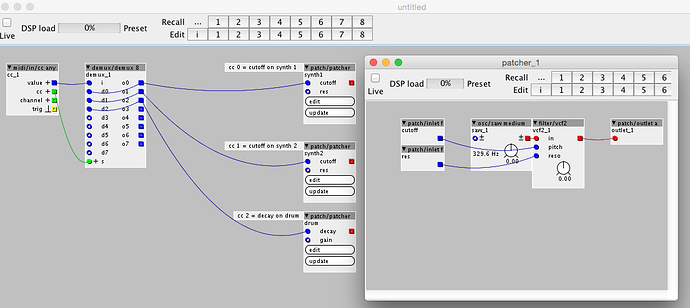 untitled
Live
DSP load 0% Preset
Recall ... 1 2 3 4 5 6 7 8
Edit i 1 2 3 4 5 6 7 8
midi/in/cc any
cc_1
value
cc
channel
trig
demux/demux 8
demux_1
i o0
d0 o1
d1 o2
d2 o3
d3 o4
d4 o5
d5 o6
d6 o7
d7
s
cc 0 = cutoff on synth 1
patch/patcher
synth1
cutoff
res
edit
update
cc 1 = cutoff on synth 2
patch/patcher
synth2
cutoff
res
edit
update
cc 2 = decay on drum
patch/patcher
drum
decay
gain
edit
update
patcher_1
Live
DSP load 0% Preset
Recall ... 1 2 3 4 5 6
Edit i 1 2 3 4 5 6
patch/inlet f
cutoff
patch/inlet f
res
osc/saw medium
saw_1
329.6 Hz
0.00
filter/vcf2
vcf2_1
in
pitch
reso
0.00
patch/outlet a
outlet_1